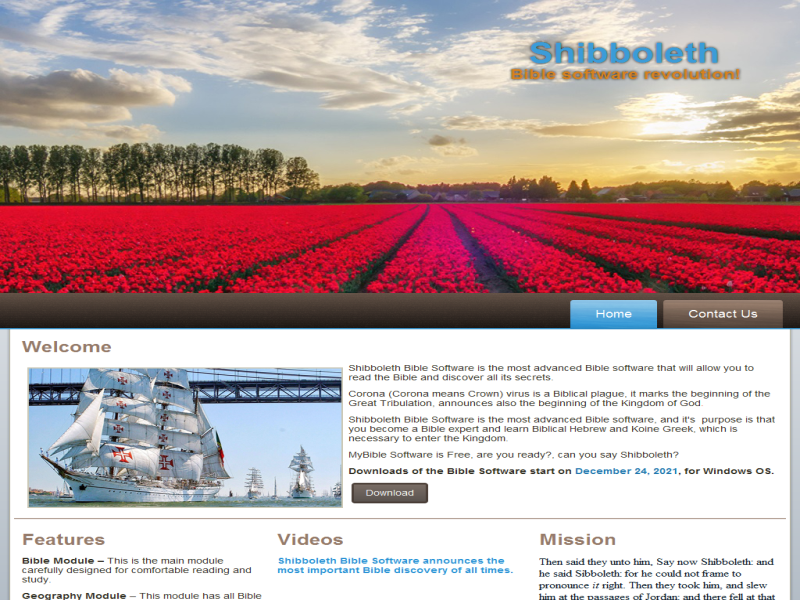 Shibboleth
Bible software revolution!
Home
Contact Us
Welcome
Shibboleth Bible Software is the most advanced Bible software that will allow you to
read the Bible and discover all its secrets.
Corona (Corona means Crown) virus is a Biblical plague, it marks the beginning of the
Great Tribulation, announces also the beginning of the Kingdom of God.
Shibboleth Bible Software is the most advanced Bible software, and it's purpose is that
you become a Bible expert and learn Biblical Hebrew and Koine Greek, which is
necessary to enter the Kingdom.
MyBible Software is Free, are you ready?, can you say Shibboleth?
Downloads of the Bible Software start on December 24, 2021, for Windows OS.
Download
Features
Bible Module – This is the main module
carefully designed for comfortable reading and
study.
Geography Module – This module has all Bible
Videos
Shibboleth Bible Software announces the
most important Bible discovery of all times.
Mission
Then said they unto him, Say now Shibboleth: and
he said Sibboleth: for he could not frame to
pronounce it right. Then they took him, and slew
him at the passages of Jordan: and there fell at that